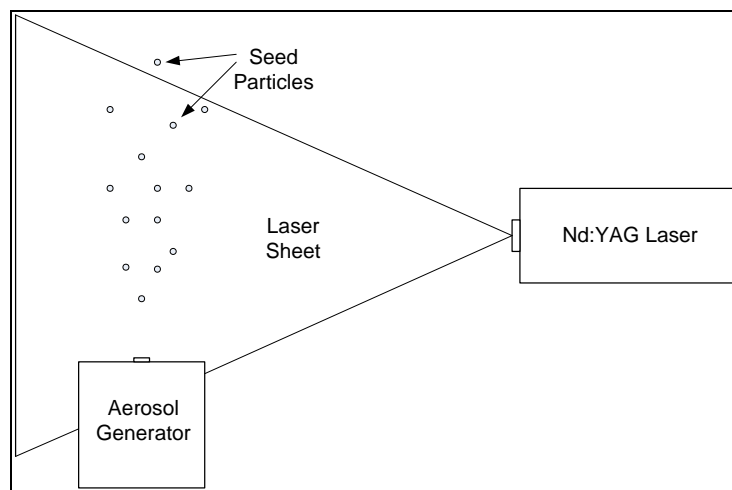 Seed
Particles
Laser
Sheet
Nd:YAG Laser
Aerosol
Generator